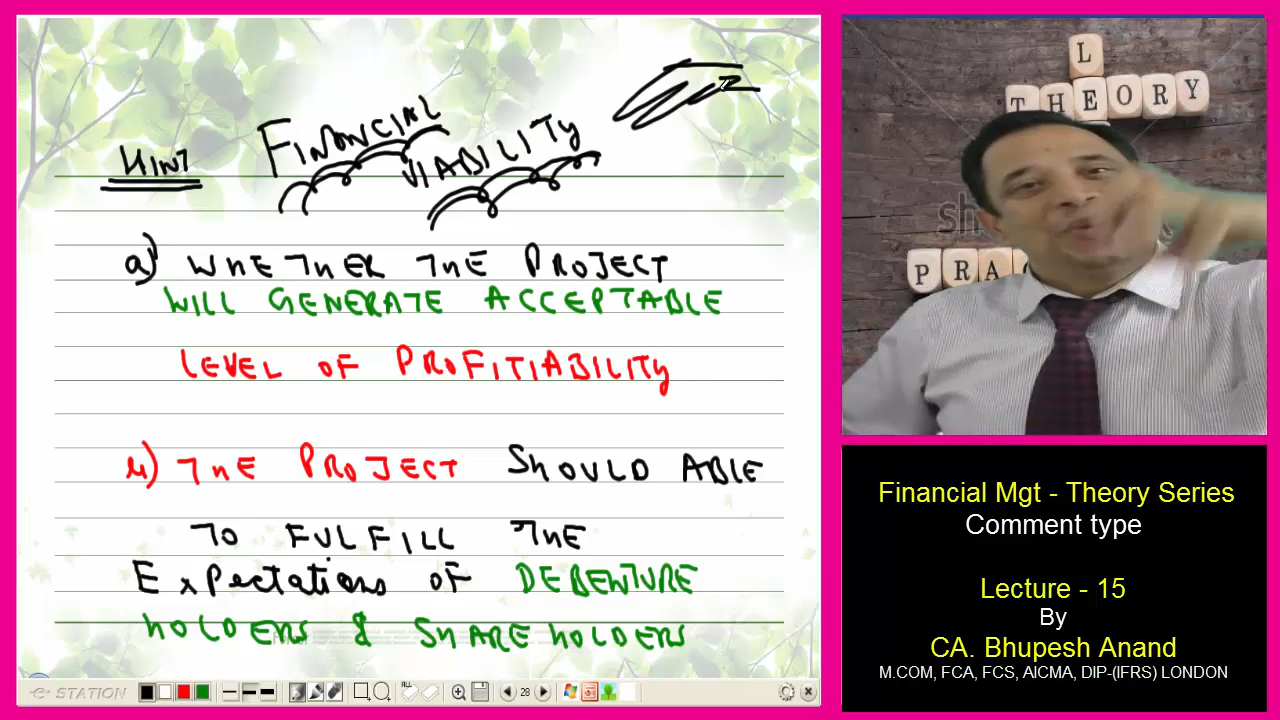 HINT
FINANCIAL
VIABILITY
a) WHETHER THE PROJECT
WILL GENERATE ACCEPTABLE
LEVEL OF PROFITIABILITY
THE PROJECT SHOULD ABLE
TO FULFILL THE
Expectations OF DEBENTURE
HOLDERS & SHARE HOLDERS
e-STATION
28
L
THEORY
sh
PRAC
Financial Mgt - Theory Series
Comment type
Lecture - 15
By
CA. Bhupesh Anand
M.COM, FCA, FCS, AICMA, DIP-(IFRS) LONDON